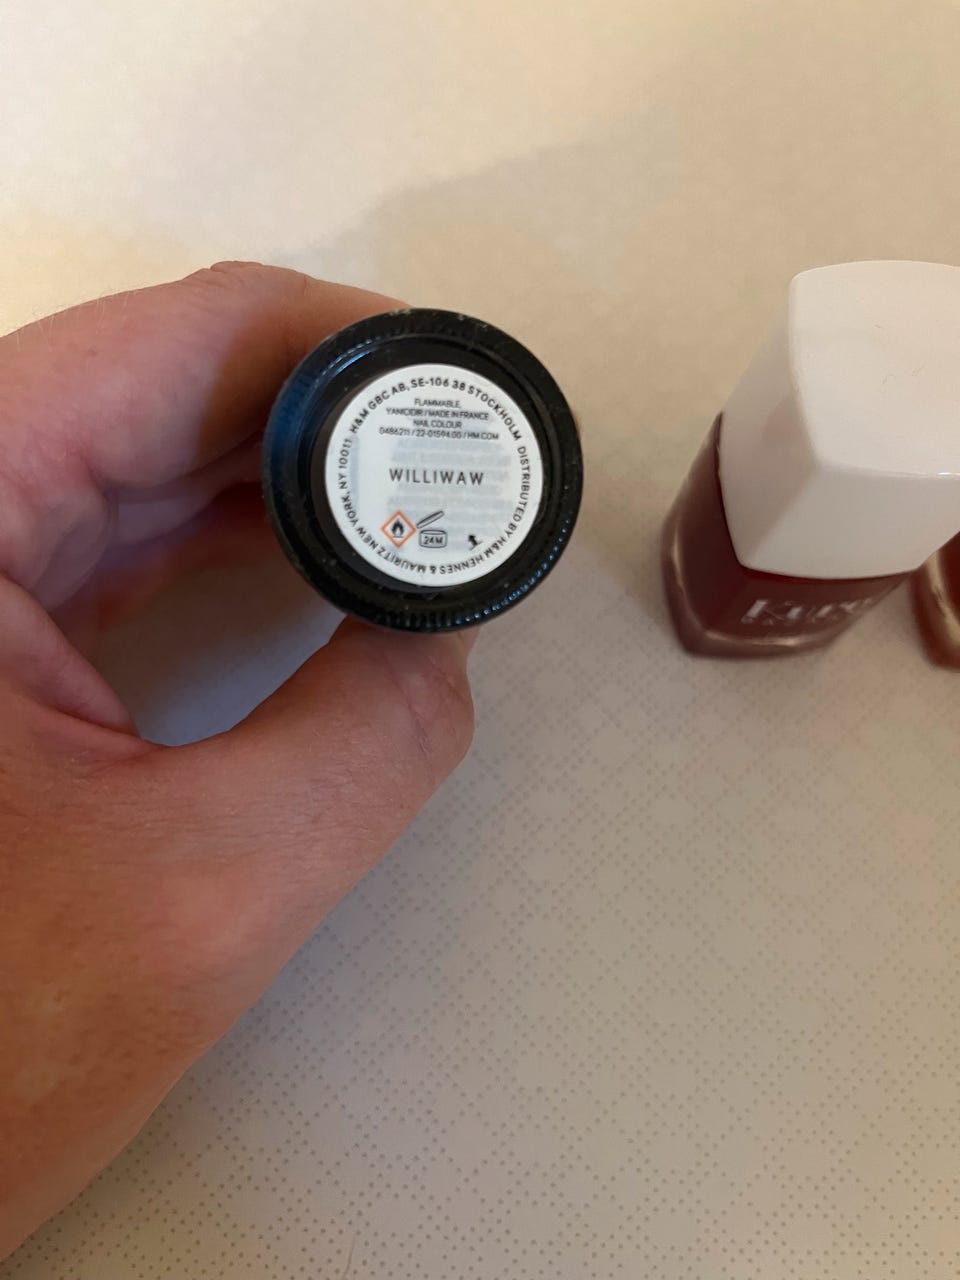 H&M GBC AB, SE-106 38 STOCKHOLM DISTRIBUTED BY H&M HENNES & MAURITZ NEW YORK, NY 10011
FLAMMABLE,
YANICIDIR / MADE IN FRANCE
NAIL COLOUR
0486211 / 22-01594.00 / HM.COM
WILLIWAW
24M